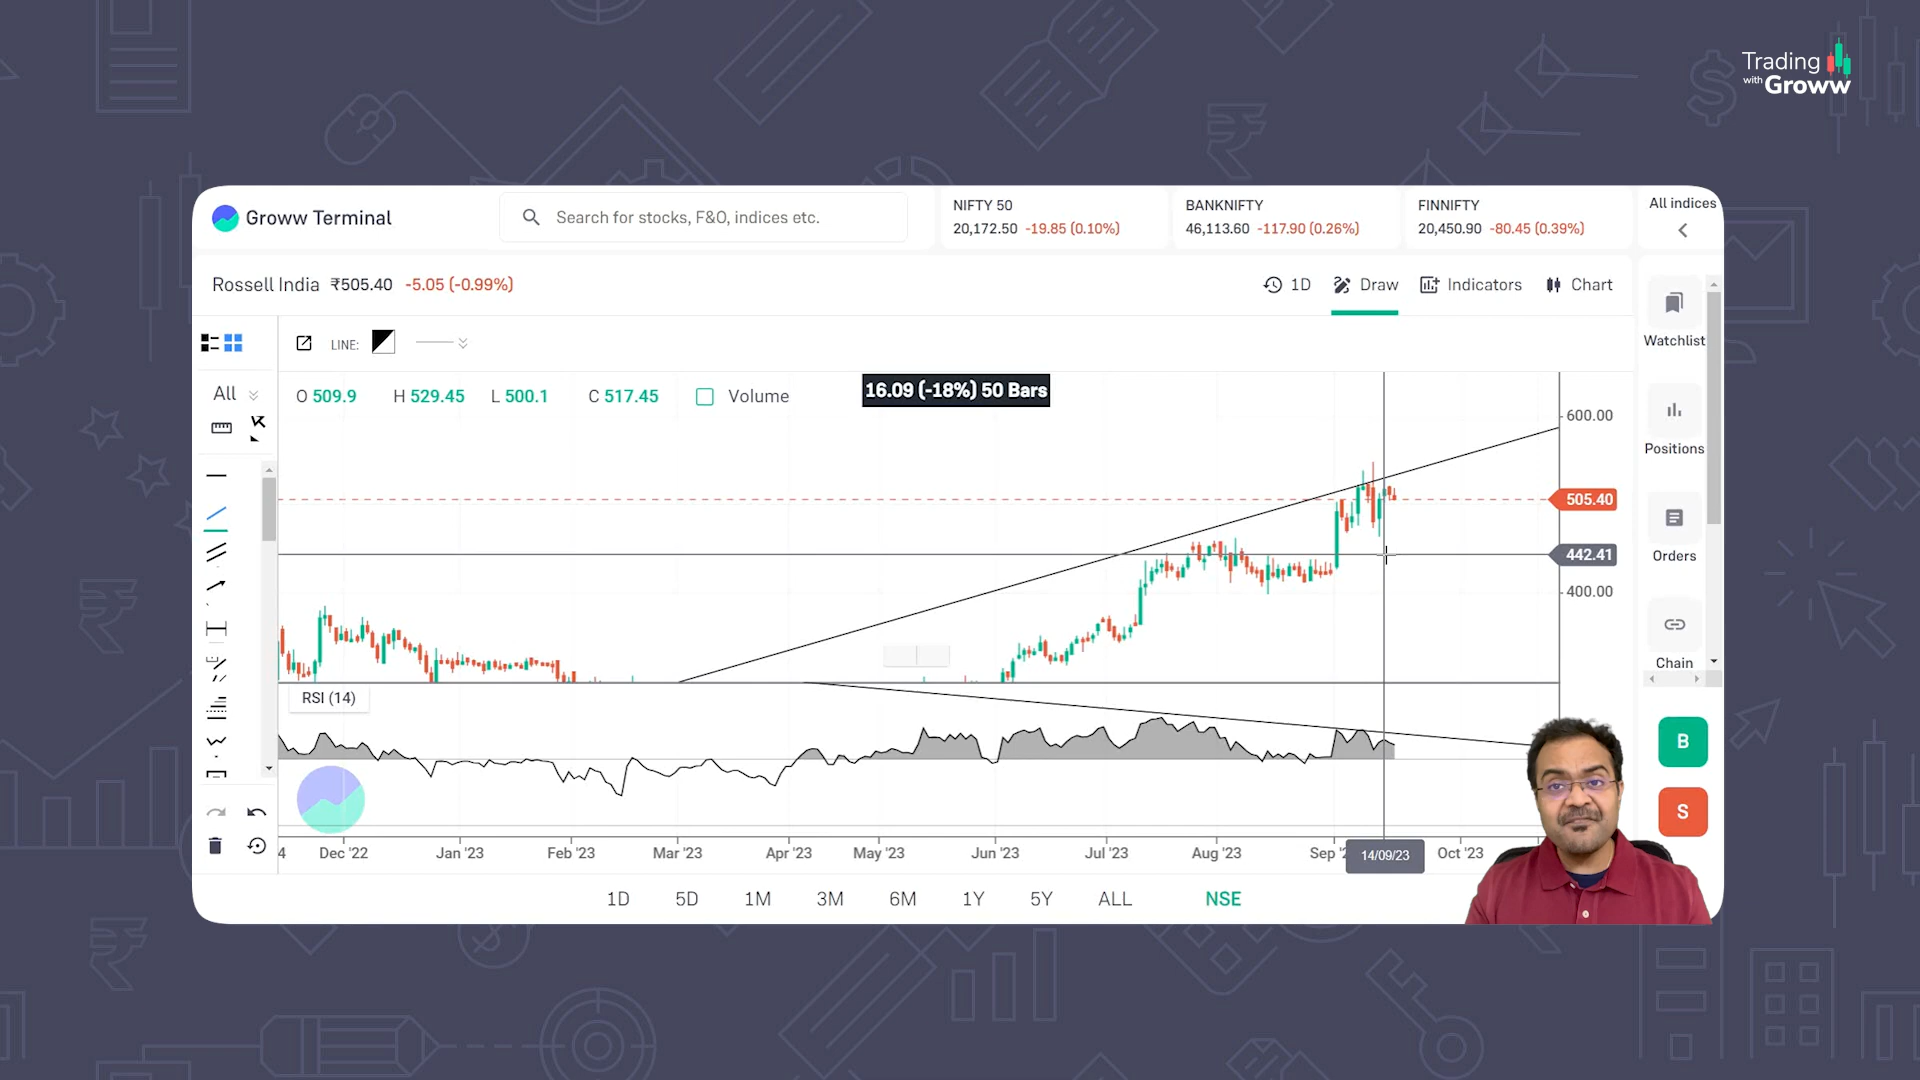 Trading
with Groww
Groww Terminal
Search for stocks, F&O, indices etc.
NIFTY 50
20,172.50 -19.85 (0.10%)
BANKNIFTY
46,113.60 -117.90 (0.26%)
FINNIFTY
20,450.90 -80.45 (0.39%)
All indices
Rossell India ₹505.40 -5.05 (-0.99%)
1D Draw Indicators Chart
LINE:
All
O 509.9 H 529.45 L 500.1 C 517.45 Volume
16.09 (-18%) 50 Bars
600.00
505.40
442.41
400.00
Watchlist
Positions
Orders
Chain
RSI (14)
B
S
4 Dec '22 Jan '23 Feb '23 Mar '23 Apr '23 May '23 Jun '23 Jul '23 Aug '23 Sep '2 14/09/23 Oct '23
1D 5D 1M 3M 6M 1Y 5Y ALL NSE